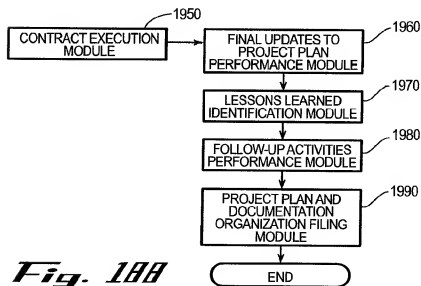 1950
CONTRACT EXECUTION
MODULE
1960
FINAL UPDATES TO
PROJECT PLAN
PERFORMANCE MODULE
1970
LESSONS LEARNED
IDENTIFICATION MODULE
1980
FOLLOW-UP ACTIVITIES
PERFORMANCE MODULE
1990
PROJECT PLAN AND
DOCUMENTATION
ORGANIZATION FILING
MODULE
END
Fig. 188